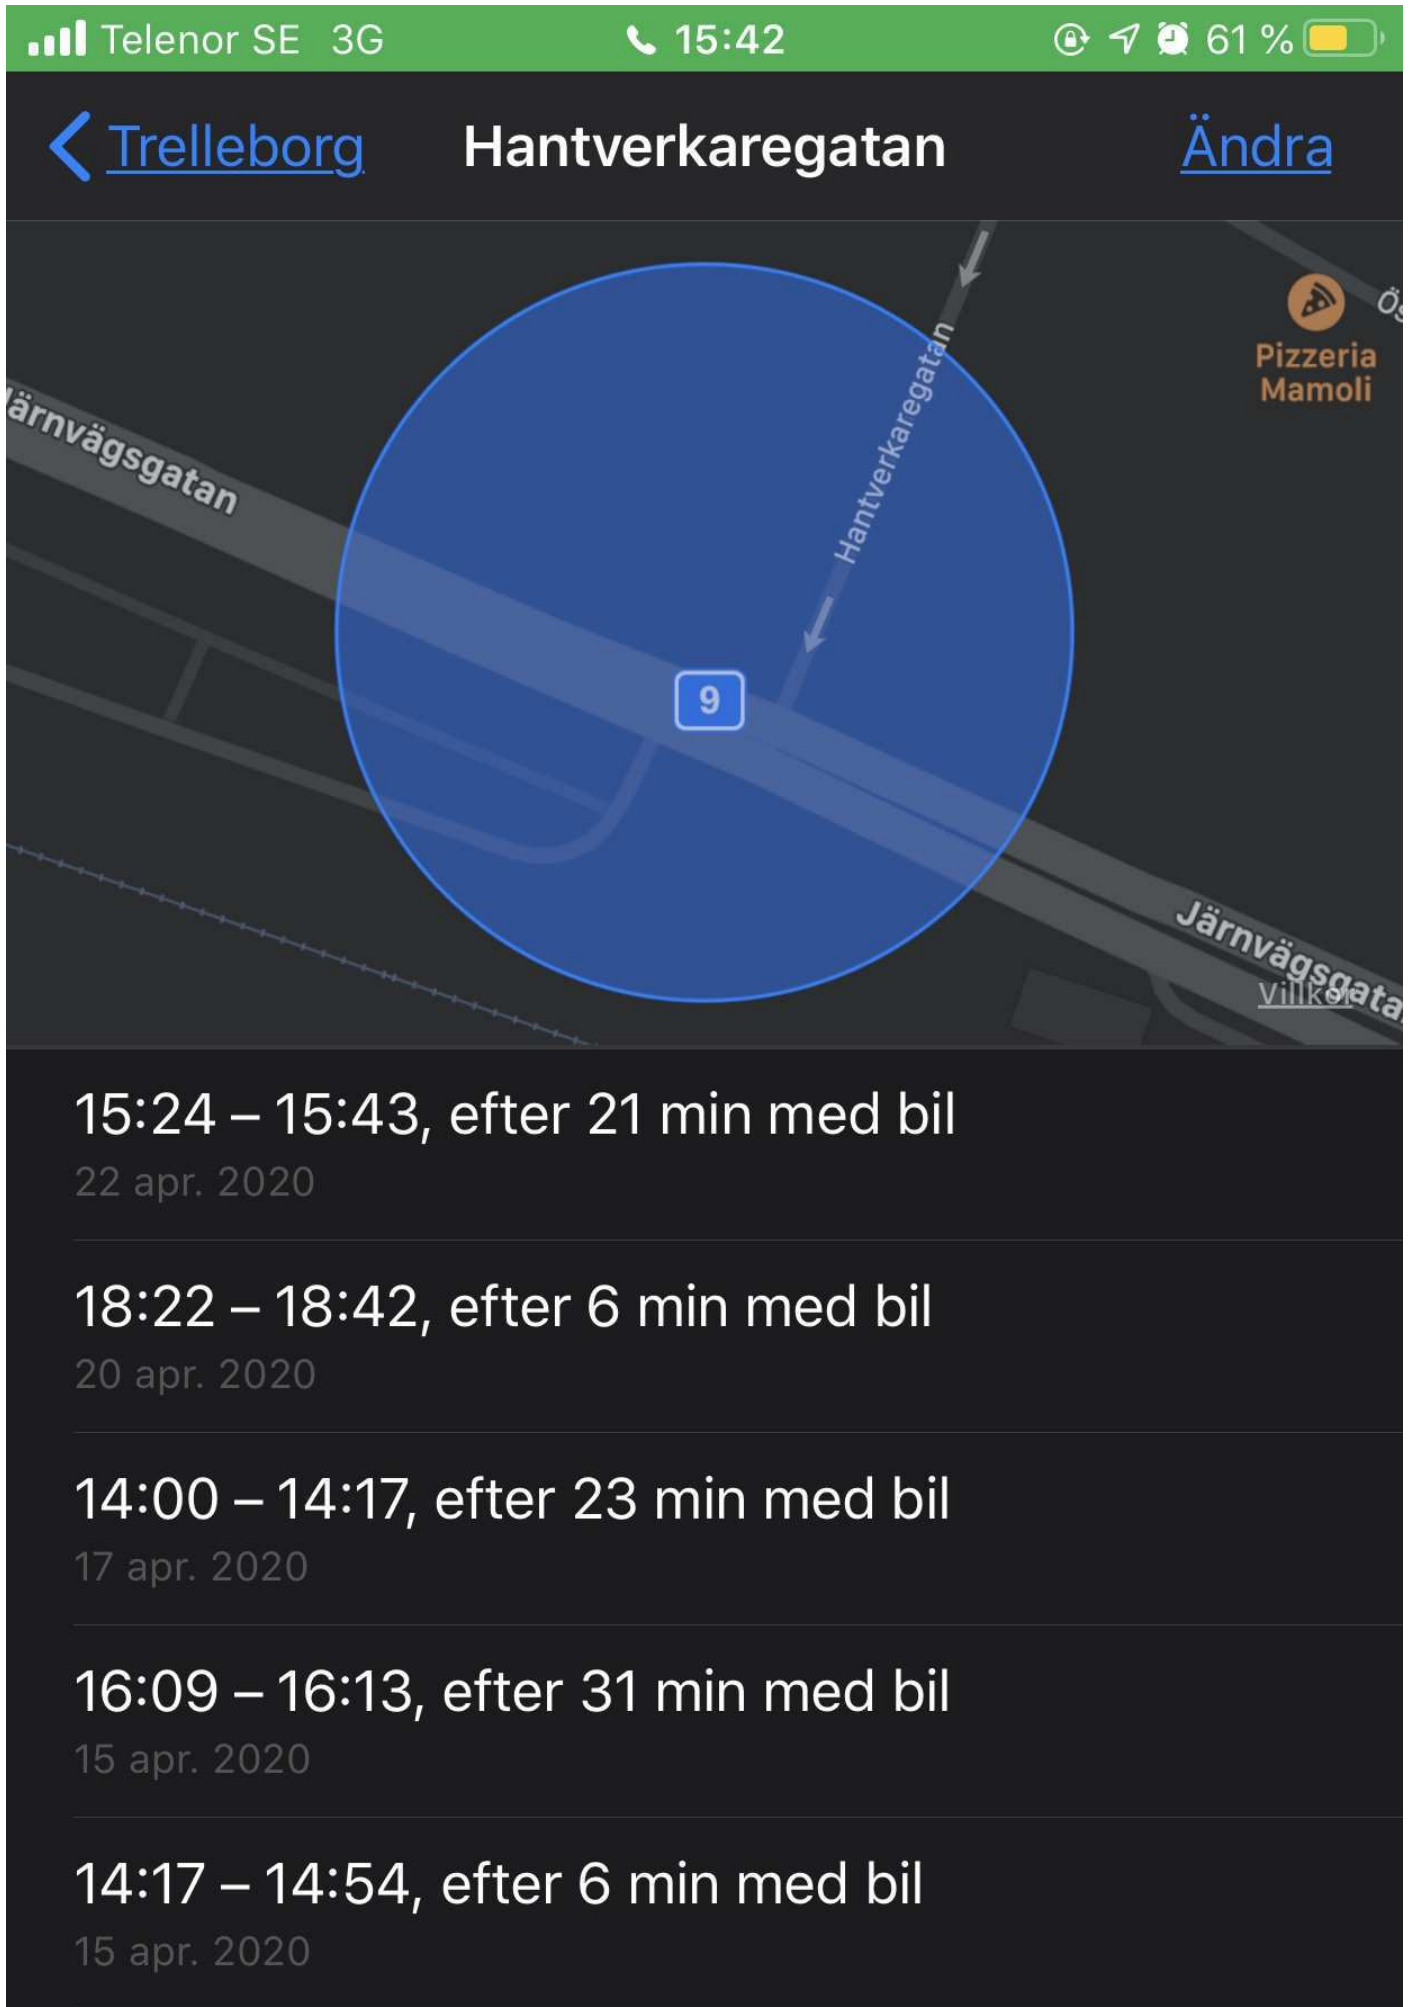 Telenor SE 3G 15:42 61 %
Trelleborg Hantverkaregatan Ändra
Hantverkaregatan
Pizzeria
Mamoli
Järnvägsgatan
9
Villkor
15:24 – 15:43, efter 21 min med bil
22 apr. 2020
18:22 – 18:42, efter 6 min med bil
20 apr. 2020
14:00 – 14:17, efter 23 min med bil
17 apr. 2020
16:09 – 16:13, efter 31 min med bil
15 apr. 2020
14:17 – 14:54, efter 6 min med bil
15 apr. 2020